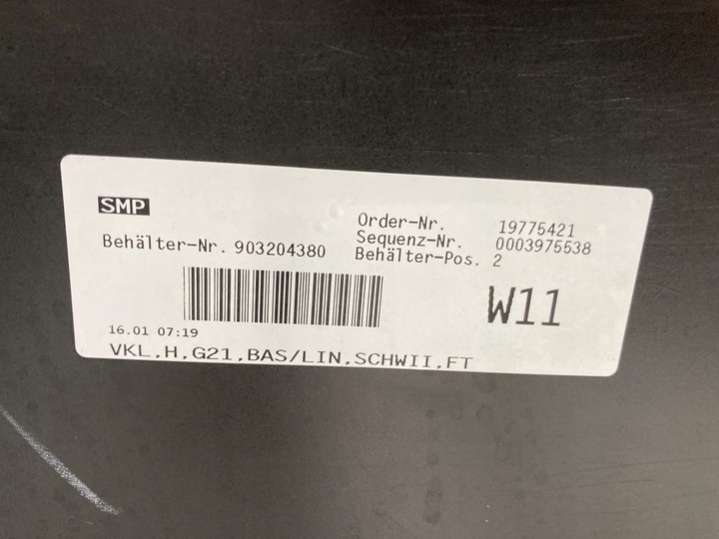 SMP
Order-Nr. 19775421
Sequenz-Nr. 0003975538
Behälter-Nr. 903204380
Behälter-Pos. 2
W11
16.01 07:19
VKL,H,G21,BAS/LIN,SCHWII,FT